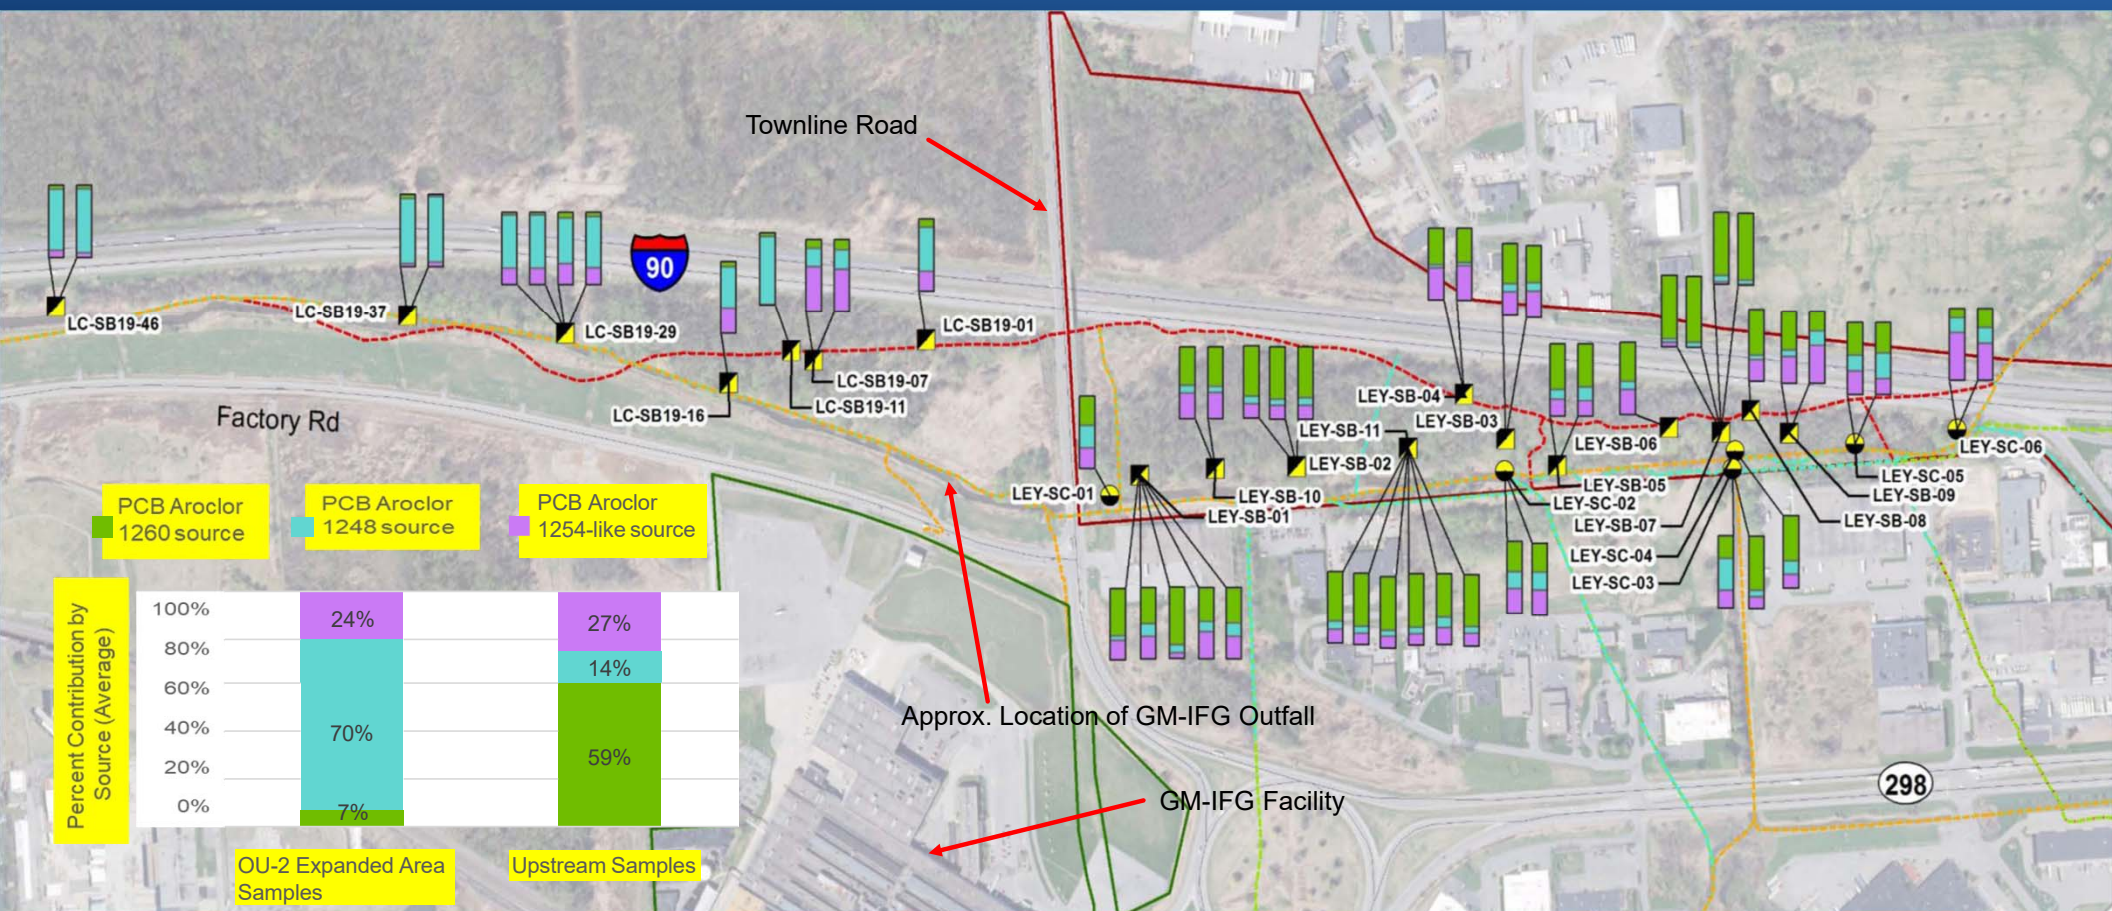 Townline Road
90
LC-SB19-46
LC-SB19-37
LC-SB19-29
LC-SB19-01
LC-SB19-07
LC-SB19-11
LC-SB19-16
Factory Rd
LEY-SB-04
LEY-SB-03
LEY-SB-11
LEY-SB-02
LEY-SB-06
LEY-SC-06
LEY-SC-05
LEY-SB-09
LEY-SB-08
LEY-SB-05
LEY-SC-02
LEY-SB-07
LEY-SC-04
LEY-SC-03
LEY-SC-01
LEY-SB-10
LEY-SB-01
PCB Aroclor
1260 source
PCB Aroclor
1248 source
PCB Aroclor
1254-like source
Percent Contribution by
Source (Average)
100%
80%
60%
40%
20%
0%
24%
70%
7%
27%
14%
59%
OU-2 Expanded Area
Samples
Upstream Samples
Approx. Location of GM-IFG Outfall
GM-IFG Facility
298